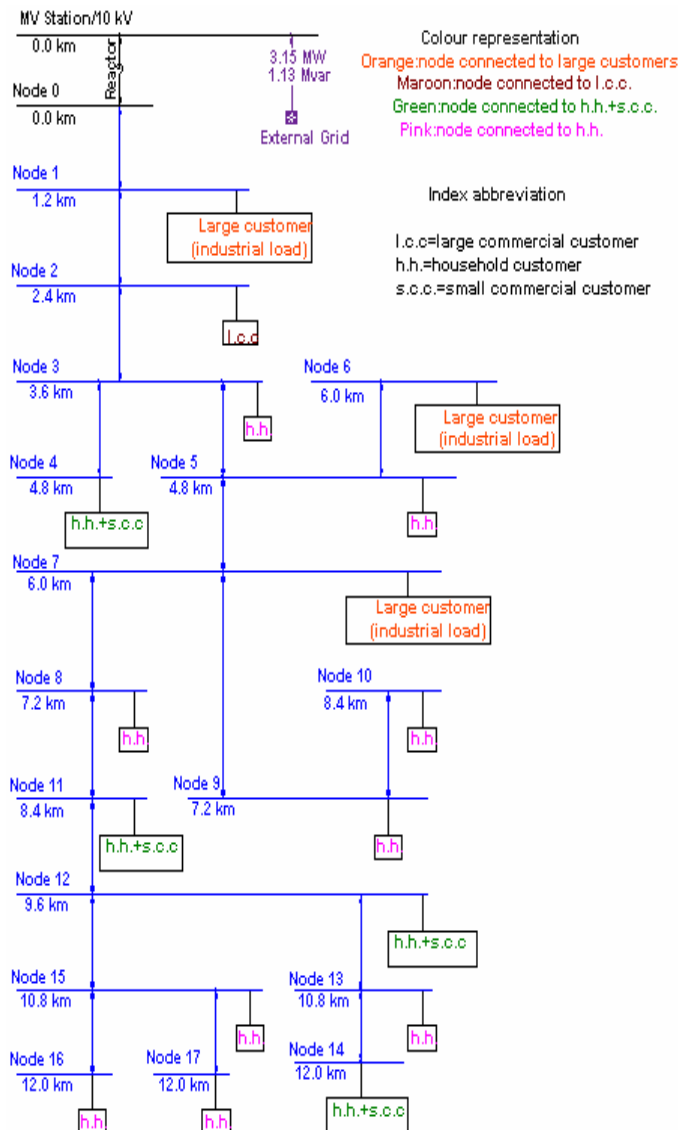 MV Station/10 kV
0.0 km
Reactor
3.15 MW
1.13 Mvar
External Grid
Colour representation
Orange:node connected to large customers
Maroon:node connected to l.c.c.
Green:node connected to h.h.+s.c.c.
Pink:node connected to h.h.
Index abbreviation
l.c.c=large commercial customer
h.h.=household customer
s.c.c.=small commercial customer
Node 0
0.0 km
Node 1
1.2 km
Large customer
(industrial load)
Node 2
2.4 km
l.c.c
Node 3
3.6 km
h.h.
Node 6
6.0 km
Large customer
(industrial load)
Node 4
4.8 km
h.h.+s.c.c
Node 5
4.8 km
h.h.
Node 7
6.0 km
Large customer
(industrial load)
Node 8
7.2 km
h.h.
Node 10
8.4 km
h.h.
Node 11
8.4 km
h.h.+s.c.c
Node 9
7.2 km
h.h.
Node 12
9.6 km
h.h.+s.c.c
Node 15
10.8 km
h.h.
Node 13
10.8 km
h.h.
Node 16
12.0 km
h.h.
Node 17
12.0 km
h.h.
Node 14
12.0 km
h.h.+s.c.c